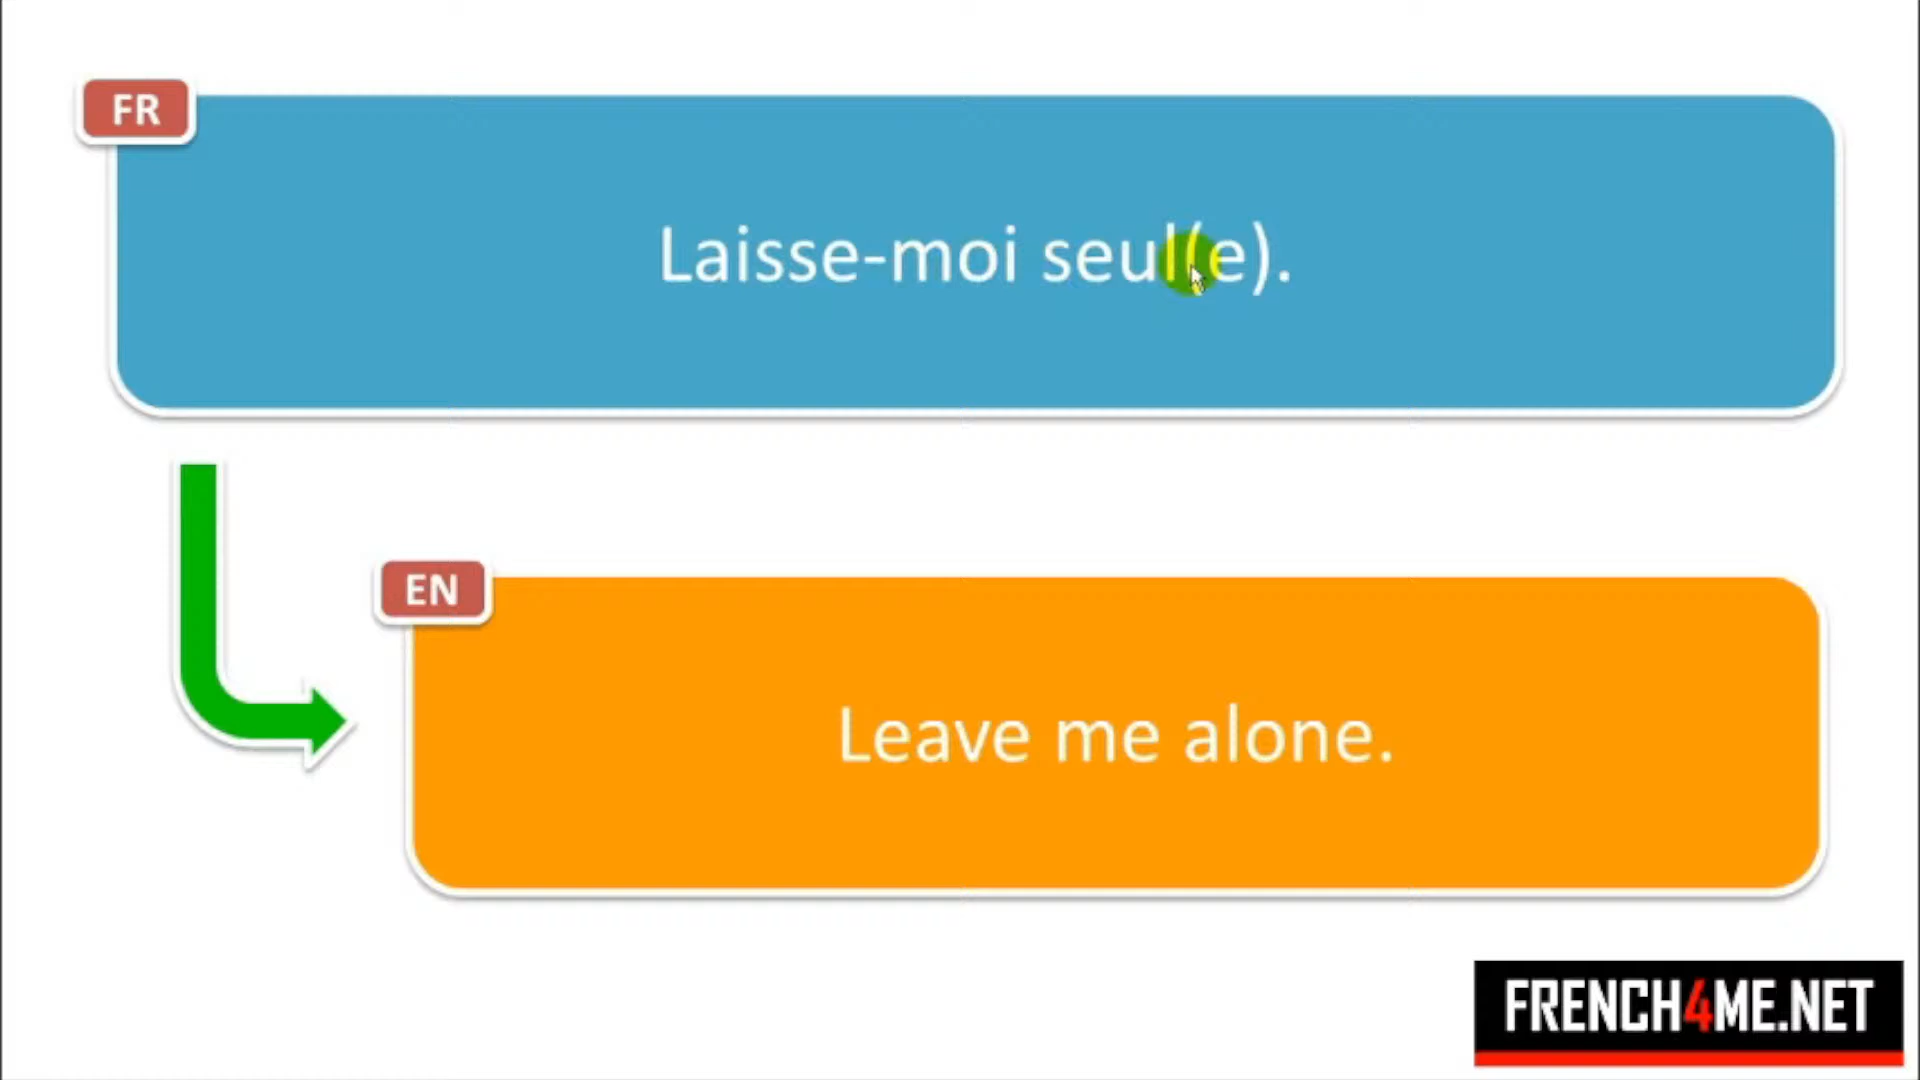 FR
Laisse-moi seul(e).
EN
Leave me alone.
FRENCH4ME.NET